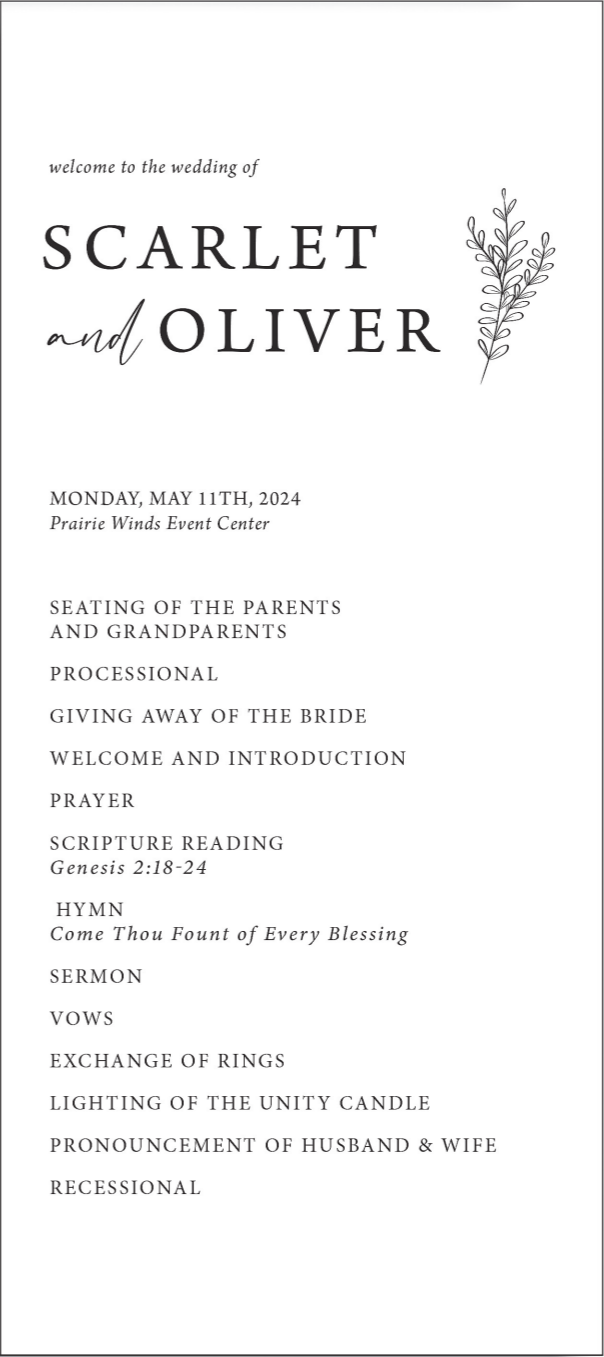 welcome to the wedding of
SCARLET
and OLIVER
MONDAY, MAY 11TH, 2024
Prairie Winds Event Center
SEATING OF THE PARENTS
AND GRANDPARENTS
PROCESSIONAL
GIVING AWAY OF THE BRIDE
WELCOME AND INTRODUCTION
PRAYER
SCRIPTURE READING
Genesis 2:18-24
HYMN
Come Thou Fount of Every Blessing
SERMON
VOWS
EXCHANGE OF RINGS
LIGHTING OF THE UNITY CANDLE
PRONOUNCEMENT OF HUSBAND & WIFE
RECESSIONAL